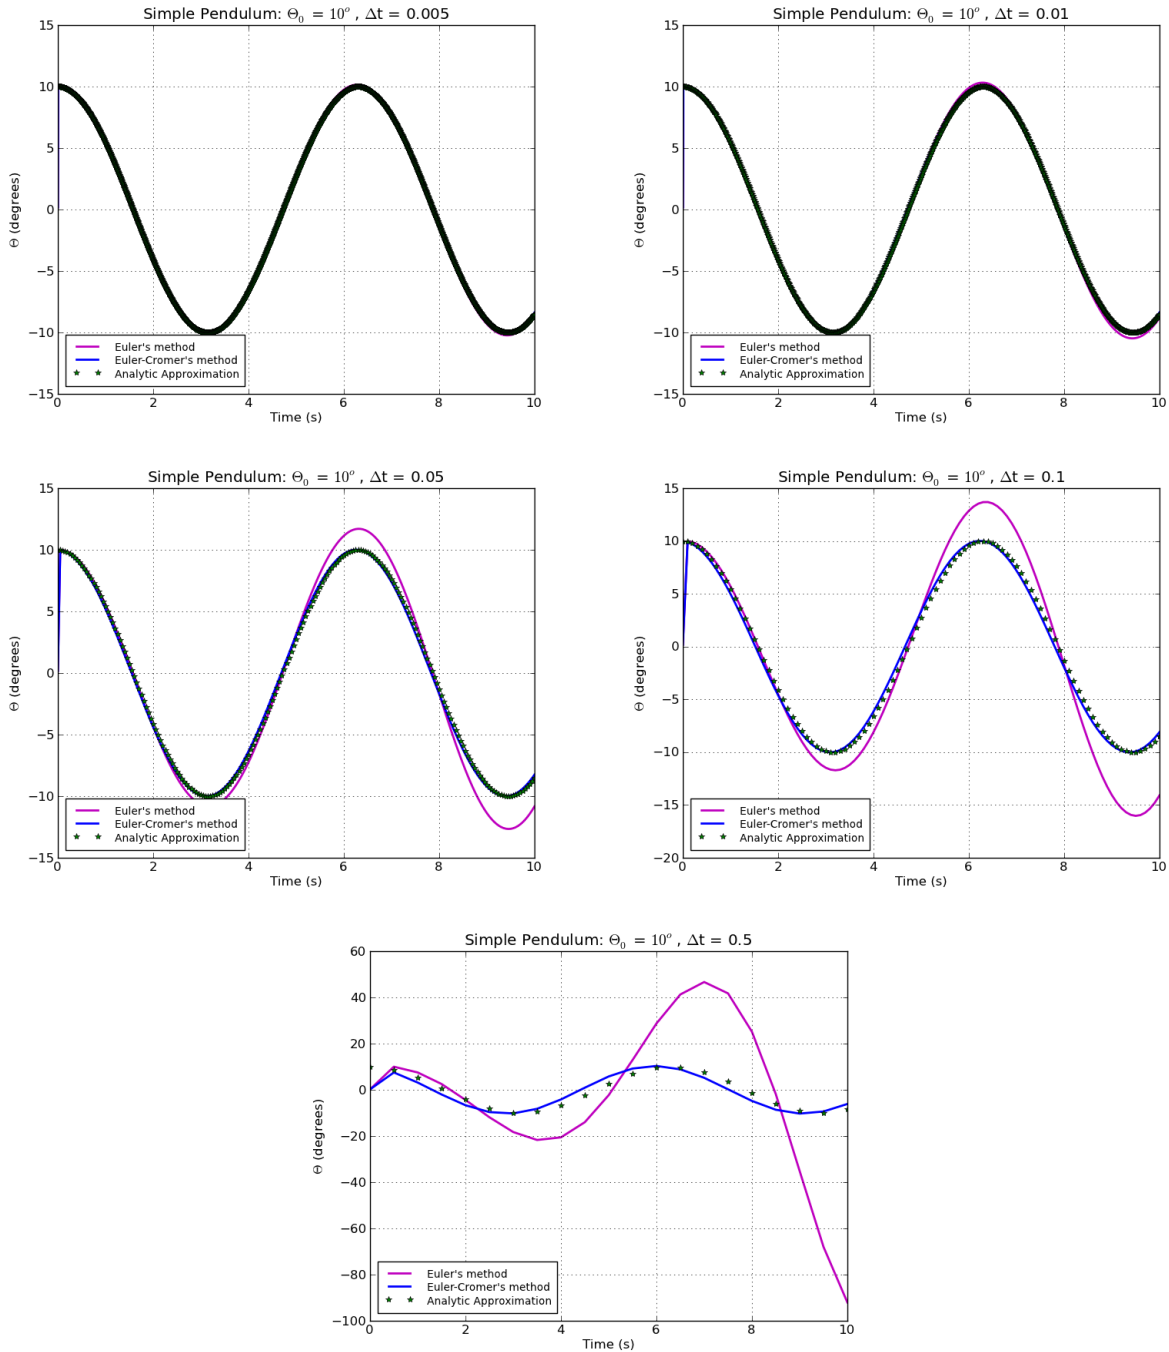 Simple Pendulum: Θ₀ = 10° , Δt = 0.005
15
10
5
0
−5
−10
−15
Θ (degrees)
Euler's method
Euler-Cromer's method
Analytic Approximation
0 2 4 6 8 10
Time (s)
Simple Pendulum: Θ₀ = 10° , Δt = 0.01
15
10
5
0
−5
−10
−15
Θ (degrees)
Euler's method
Euler-Cromer's method
Analytic Approximation
0 2 4 6 8 10
Time (s)
Simple Pendulum: Θ₀ = 10° , Δt = 0.05
15
10
5
0
−5
−10
−15
Θ (degrees)
Euler's method
Euler-Cromer's method
Analytic Approximation
0 2 4 6 8 10
Time (s)
Simple Pendulum: Θ₀ = 10° , Δt = 0.1
15
10
5
0
−5
−10
−15
−20
Θ (degrees)
Euler's method
Euler-Cromer's method
Analytic Approximation
0 2 4 6 8 10
Time (s)
Simple Pendulum: Θ₀ = 10° , Δt = 0.5
60
40
20
0
−20
−40
−60
−80
−100
Θ (degrees)
Euler's method
Euler-Cromer's method
Analytic Approximation
0 2 4 6 8 10
Time (s)